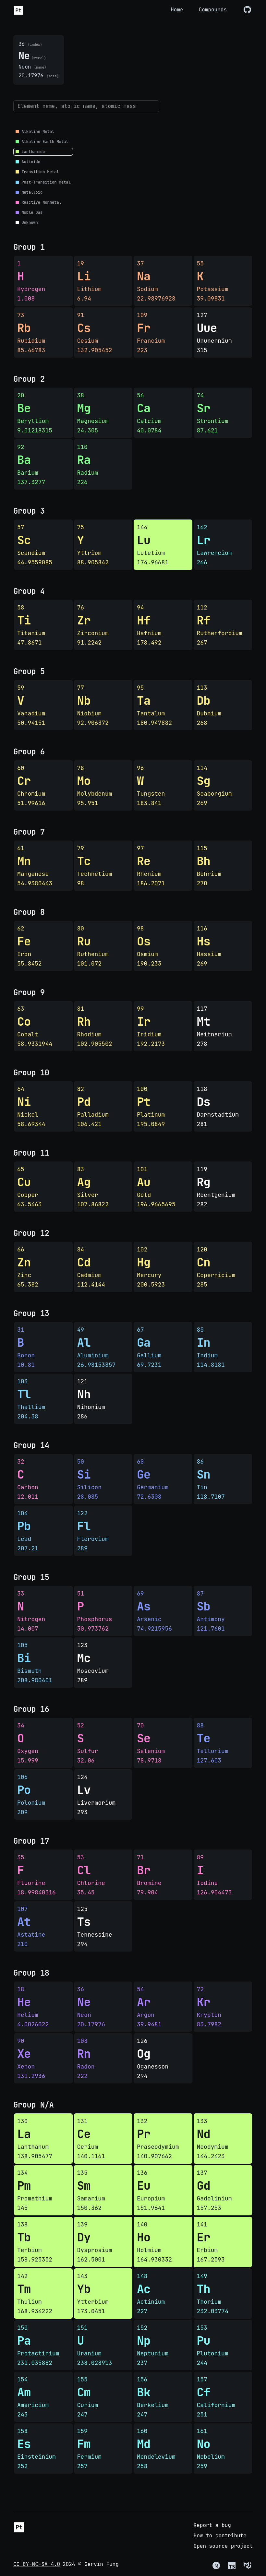 Pt
Home
Compounds
36 (index)
Ne (symbol)
Neon (name)
20.17976 (mass)
Element name, atomic name, atomic mass
Alkaline Metal
Alkaline Earth Metal
Lanthanide
Actinide
Transition Metal
Post-Transition Metal
Metalloid
Reactive Nonmetal
Noble Gas
Unknown
Group 1
1
H
Hydrogen
1.008
19
Li
Lithium
6.94
37
Na
Sodium
22.98976928
55
K
Potassium
39.09831
73
Rb
Rubidium
85.46783
91
Cs
Cesium
132.905452
109
Fr
Francium
223
127
Uue
Ununennium
315
Group 2
20
Be
Beryllium
9.01218315
38
Mg
Magnesium
24.305
56
Ca
Calcium
40.0784
74
Sr
Strontium
87.621
92
Ba
Barium
137.3277
110
Ra
Radium
226
Group 3
57
Sc
Scandium
44.9559085
75
Y
Yttrium
88.905842
144
Lu
Lutetium
174.96681
162
Lr
Lawrencium
266
Group 4
58
Ti
Titanium
47.8671
76
Zr
Zirconium
91.2242
94
Hf
Hafnium
178.492
112
Rf
Rutherfordium
267
Group 5
59
V
Vanadium
50.94151
77
Nb
Niobium
92.906372
95
Ta
Tantalum
180.947882
113
Db
Dubnium
268
Group 6
60
Cr
Chromium
51.99616
78
Mo
Molybdenum
95.951
96
W
Tungsten
183.841
114
Sg
Seaborgium
269
Group 7
61
Mn
Manganese
54.9380443
79
Tc
Technetium
98
97
Re
Rhenium
186.2071
115
Bh
Bohrium
270
Group 8
62
Fe
Iron
55.8452
80
Ru
Ruthenium
101.072
98
Os
Osmium
190.233
116
Hs
Hassium
269
Group 9
63
Co
Cobalt
58.9331944
81
Rh
Rhodium
102.905502
99
Ir
Iridium
192.2173
117
Mt
Meitnerium
278
Group 10
64
Ni
Nickel
58.69344
82
Pd
Palladium
106.421
100
Pt
Platinum
195.0849
118
Ds
Darmstadtium
281
Group 11
65
Cu
Copper
63.5463
83
Ag
Silver
107.86822
101
Au
Gold
196.9665695
119
Rg
Roentgenium
282
Group 12
66
Zn
Zinc
65.382
84
Cd
Cadmium
112.4144
102
Hg
Mercury
200.5923
120
Cn
Copernicium
285
Group 13
31
B
Boron
10.81
49
Al
Aluminium
26.98153857
67
Ga
Gallium
69.7231
85
In
Indium
114.8181
103
Tl
Thallium
204.38
121
Nh
Nihonium
286
Group 14
32
C
Carbon
12.011
50
Si
Silicon
28.085
68
Ge
Germanium
72.6308
86
Sn
Tin
118.7107
104
Pb
Lead
207.21
122
Fl
Flerovium
289
Group 15
33
N
Nitrogen
14.007
51
P
Phosphorus
30.973762
69
As
Arsenic
74.9215956
87
Sb
Antimony
121.7601
105
Bi
Bismuth
208.980401
123
Mc
Moscovium
289
Group 16
34
O
Oxygen
15.999
52
S
Sulfur
32.06
70
Se
Selenium
78.9718
88
Te
Tellurium
127.603
106
Po
Polonium
209
124
Lv
Livermorium
293
Group 17
35
F
Fluorine
18.99840316
53
Cl
Chlorine
35.45
71
Br
Bromine
79.904
89
I
Iodine
126.904473
107
At
Astatine
210
125
Ts
Tennessine
294
Group 18
18
He
Helium
4.0026022
36
Ne
Neon
20.17976
54
Ar
Argon
39.9481
72
Kr
Krypton
83.7982
90
Xe
Xenon
131.2936
108
Rn
Radon
222
126
Og
Oganesson
294
Group N/A
130
La
Lanthanum
138.905477
131
Ce
Cerium
140.1161
132
Pr
Praseodymium
140.907662
133
Nd
Neodymium
144.2423
134
Pm
Promethium
145
135
Sm
Samarium
150.362
136
Eu
Europium
151.9641
137
Gd
Gadolinium
157.253
138
Tb
Terbium
158.925352
139
Dy
Dysprosium
162.5001
140
Ho
Holmium
164.930332
141
Er
Erbium
167.2593
142
Tm
Thulium
168.934222
143
Yb
Ytterbium
173.0451
148
Ac
Actinium
227
149
Th
Thorium
232.03774
150
Pa
Protactinium
231.035882
151
U
Uranium
238.028913
152
Np
Neptunium
237
153
Pu
Plutonium
244
154
Am
Americium
243
155
Cm
Curium
247
156
Bk
Berkelium
247
157
Cf
Californium
251
158
Es
Einsteinium
252
159
Fm
Fermium
257
160
Md
Mendelevium
258
161
No
Nobelium
259
Pt
Report a bug
How to contribute
Open source project
CC BY-NC-SA 4.0 2024 © Gervin Fung
N
TS